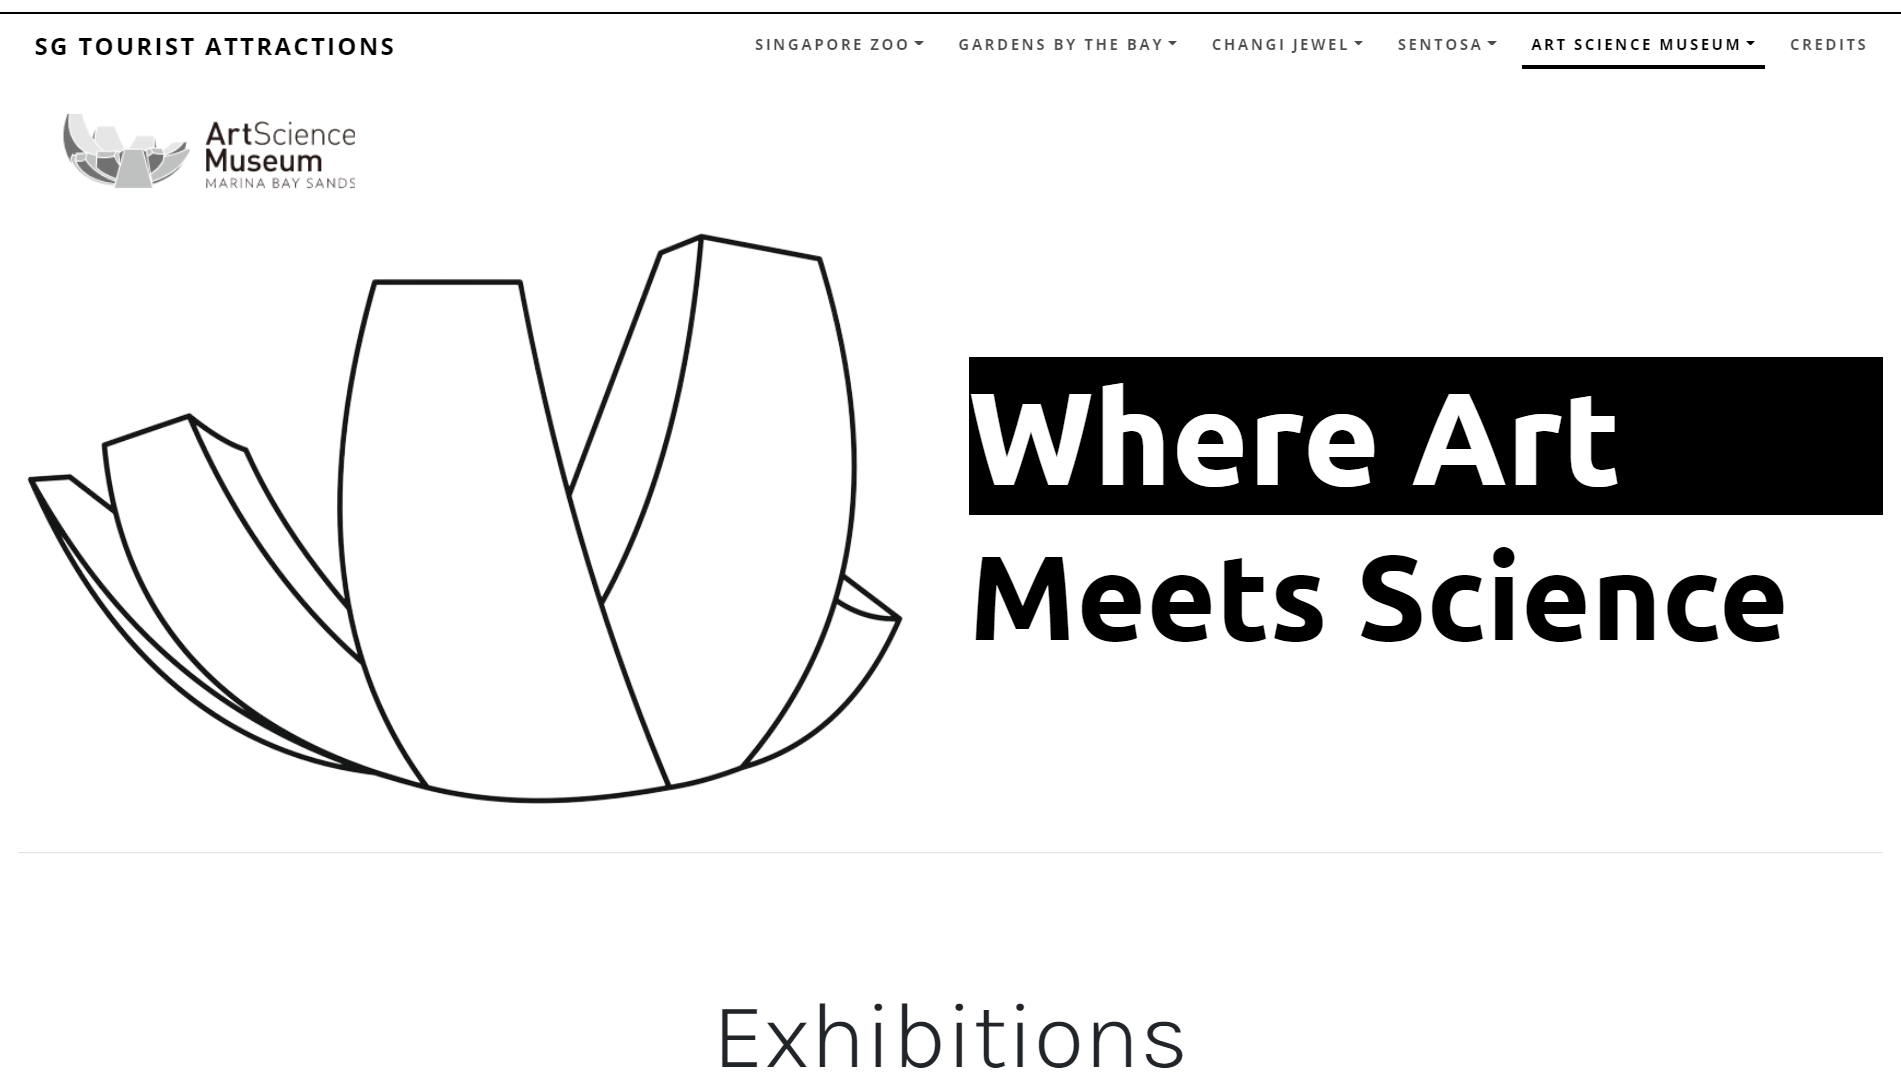 SG TOURIST ATTRACTIONS
SINGAPORE ZOO GARDENS BY THE BAY CHANGI JEWEL SENTOSA ART SCIENCE MUSEUM CREDITS
ArtScience
Museum
MARINA BAY SANDS
Where Art
Meets Science
Exhibitions